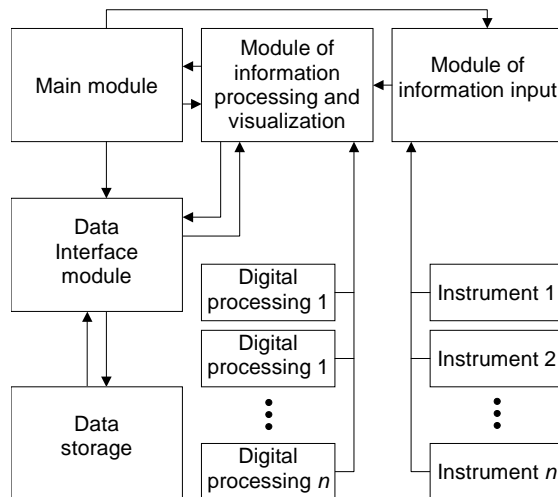 Main module
Module of
information
processing and
visualization
Module of
information input
Data
Interface
module
Digital
processing 1
Instrument 1
Digital
processing 1
Instrument 2
Data
storage
Digital
processing n
Instrument n